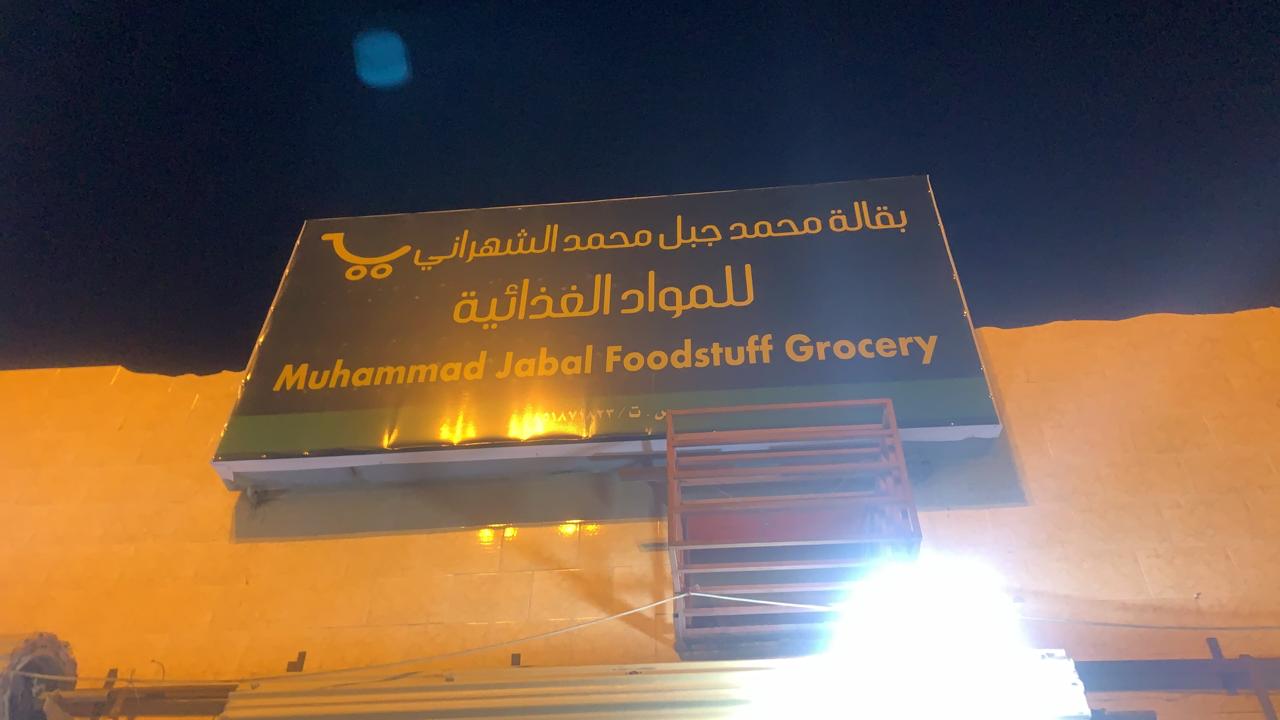 بقالة محمد جبل محمد الشهراني
للمواد الغذائية
Muhammad Jabal Foodstuff Grocery
س. ت/